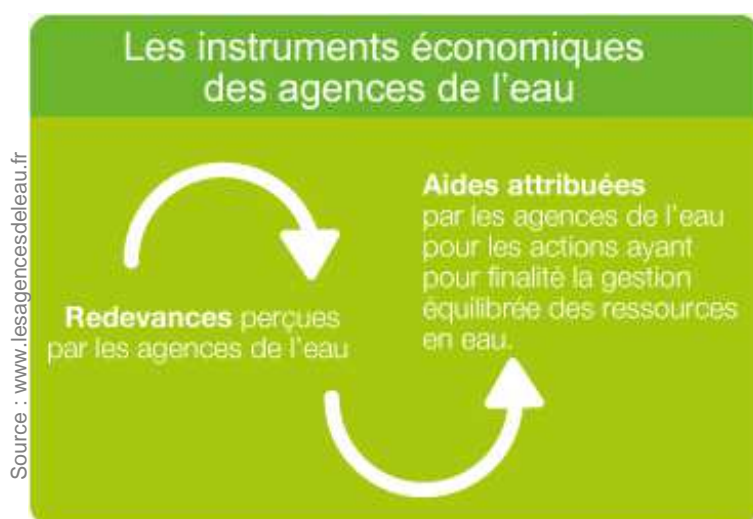 Les instruments économiques
des agences de l'eau
Redevances perçues
par les agences de l'eau
Aides attribuées
par les agences de l'eau
pour les actions ayant
pour finalité la gestion
équilibrée des ressources
en eau.
Source : www.lesagencesdeleau.fr